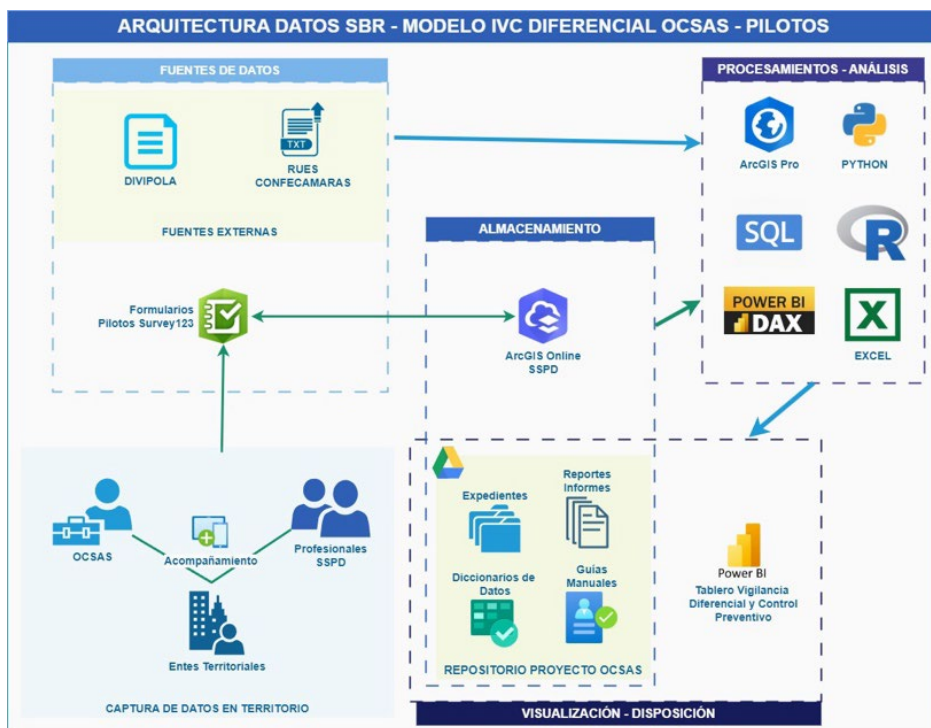 ARQUITECTURA DATOS SBR - MODELO IVC DIFERENCIAL OCSAS - PILOTOS
FUENTES DE DATOS
DIVIPOLA
TXT
RUES
CONFECAMARAS
FUENTES EXTERNAS
Formularios
Pilotos Survey123
ALMACENAMIENTO
ArcGIS Online
SSPD
PROCESAMIENTOS - ANÁLISIS
ArcGIS Pro
PYTHON
SQL
R
POWER BI
DAX
X
EXCEL
OCSAS
Acompañamiento
Profesionales
SSPD
Entes Territoriales
CAPTURA DE DATOS EN TERRITORIO
Expedientes
Reportes
Informes
Diccionarios de
Datos
Guías
Manuales
REPOSITORIO PROYECTO OCSAS
Power BI
Tablero Vigilancia
Diferencial y Control
Preventivo
VISUALIZACIÓN - DISPOSICIÓN